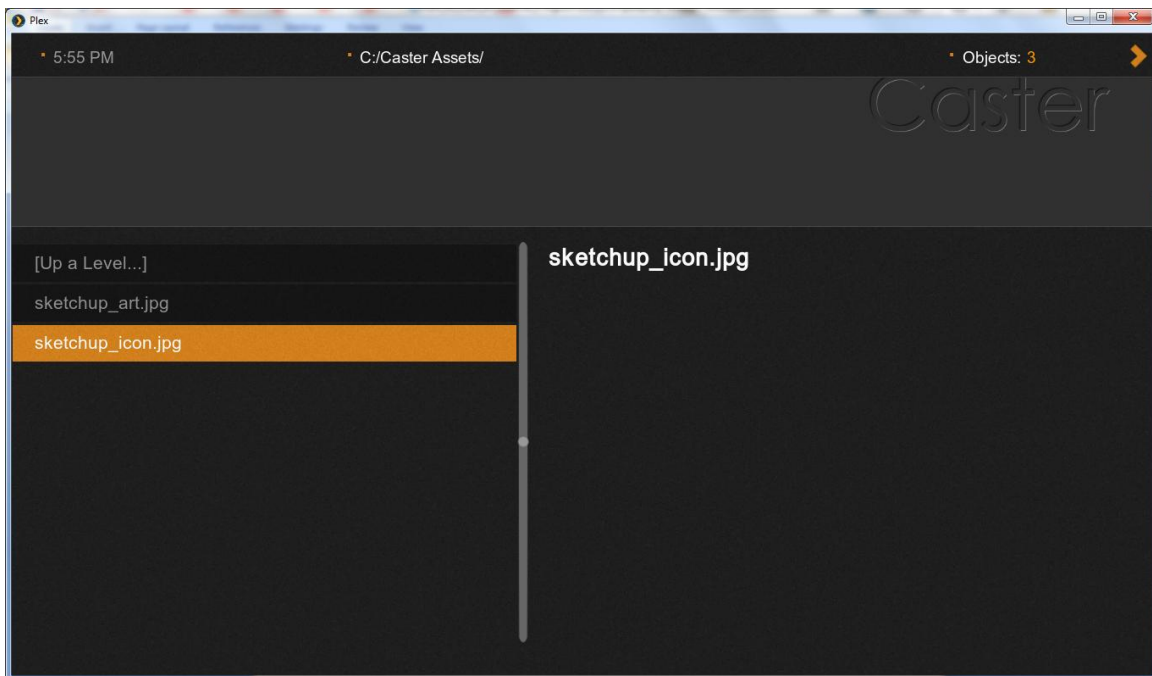 Plex
5:55 PM
C:/Caster Assets/
Objects: 3
Caster
[Up a Level...]
sketchup_icon.jpg
sketchup_art.jpg
sketchup_icon.jpg